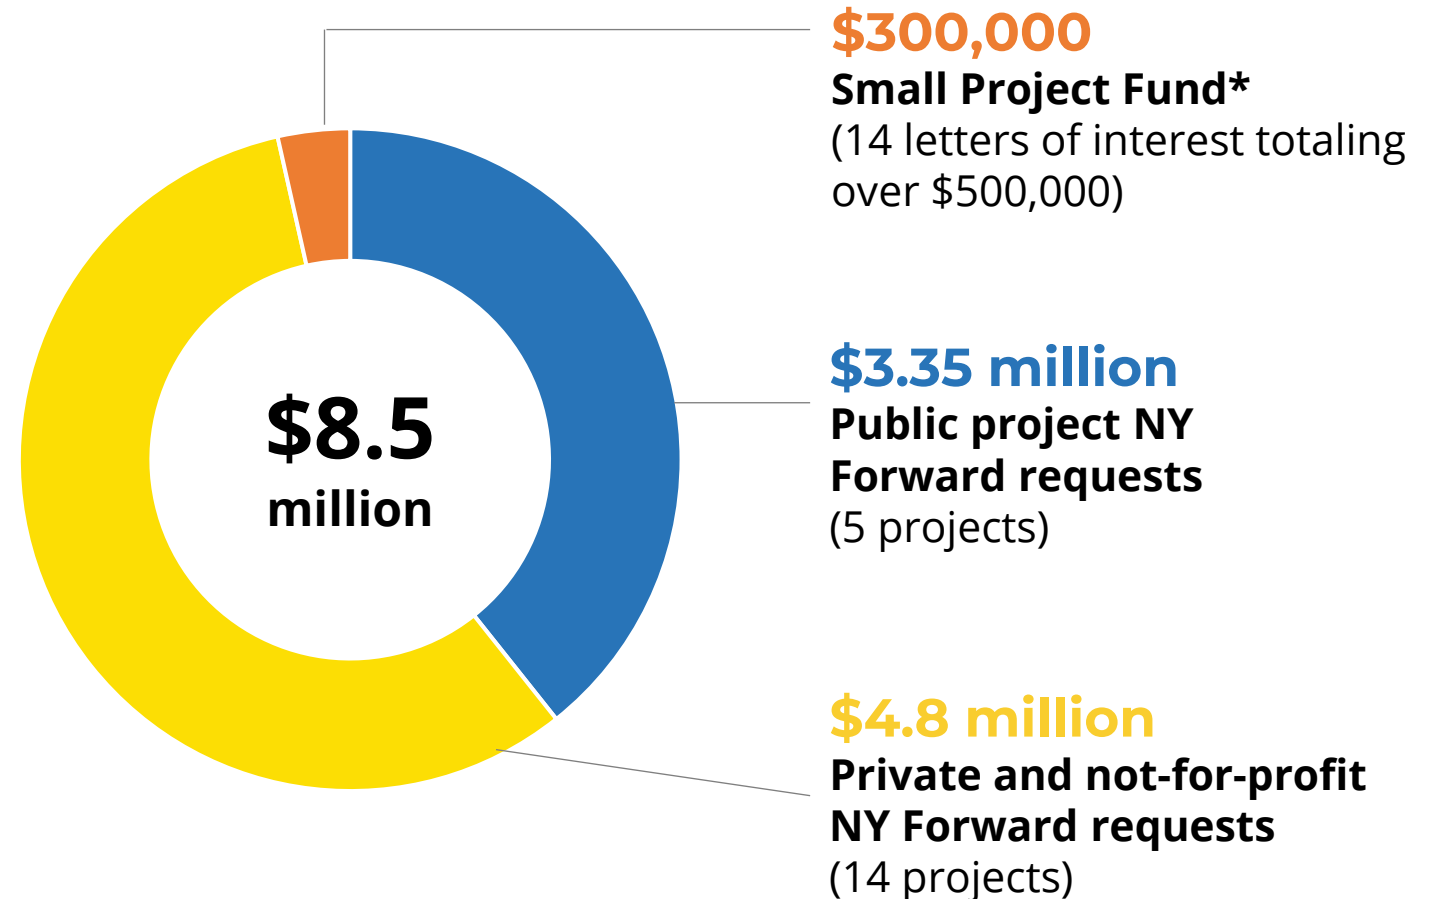 $300,000
Small Project Fund*
(14 letters of interest totaling
over $500,000)
$8.5
million
$3.35 million
Public project NY
Forward requests
(5 projects)
$4.8 million
Private and not-for-profit
NY Forward requests
(14 projects)